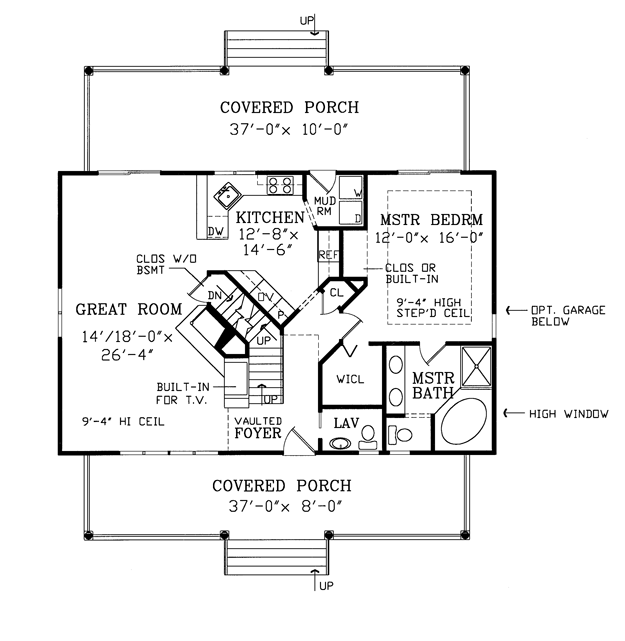 UP
COVERED PORCH
37'-0"x 10'-0"
MUD
RM
W
D
DW
KITCHEN
12'-8"x
14'-6"
REF
MSTR BEDRM
12'-0"x 16'-0"
CLOS OR
BUILT-IN
9'-4" HIGH
STEP'D CEIL
CLOS W/O
BSMT
DN
OV
P
CL
UP
GREAT ROOM
14'/18'-0"x
26'-4"
OPT. GARAGE
BELOW
BUILT-IN
FOR T.V.
UP
WICL
MSTR
BATH
9'-4" HI CEIL
VAULTED
FOYER
LAV
HIGH WINDOW
COVERED PORCH
37'-0"x 8'-0"
UP